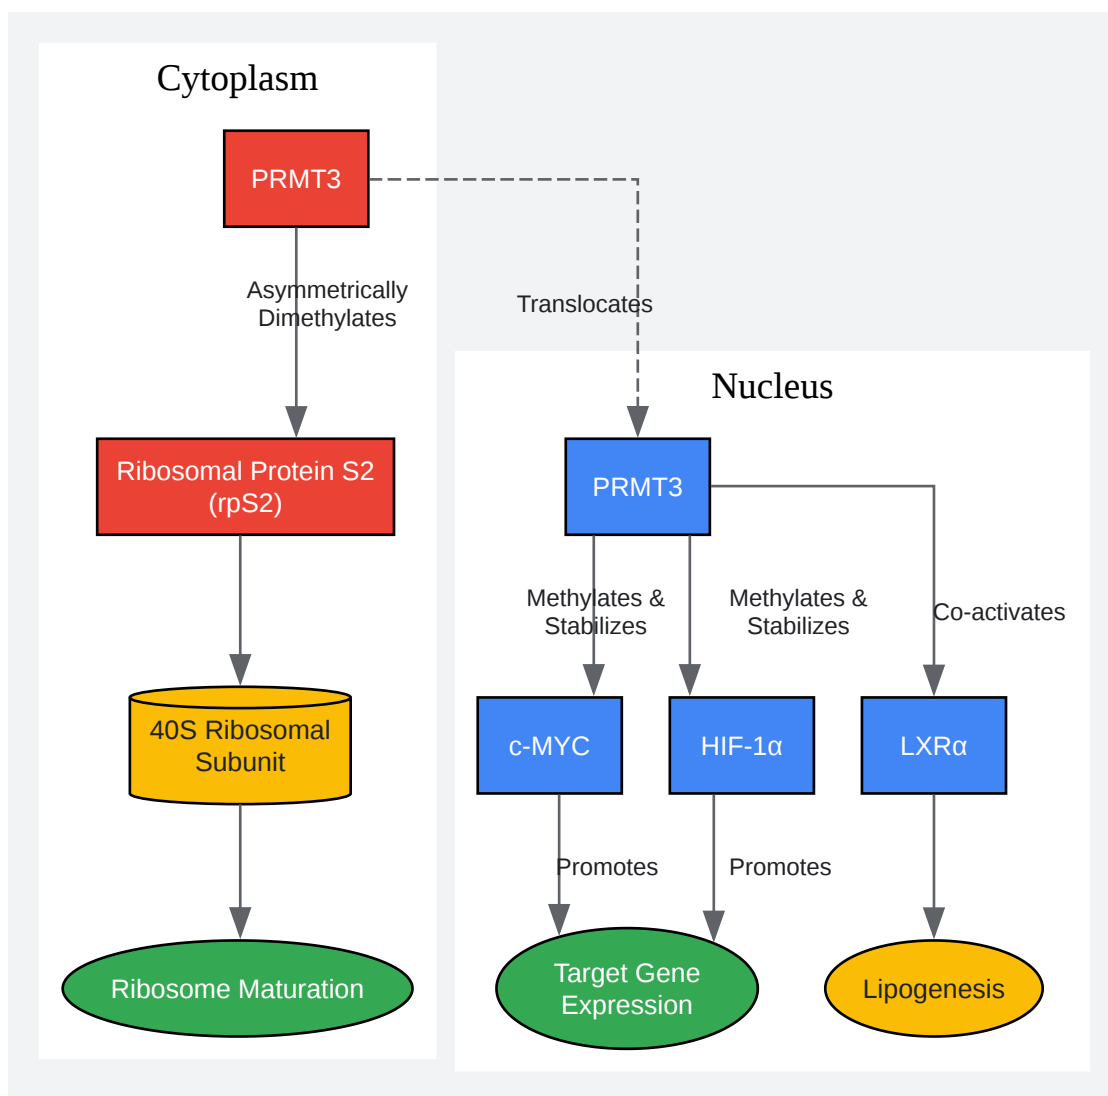 Cytoplasm
PRMT3
Asymmetrically
Dimethylates
Translocates
Nucleus
Ribosomal Protein S2
(rpS2)
PRMT3
Methylates &
Stabilizes
Methylates &
Stabilizes
Co-activates
40S Ribosomal
Subunit
c-MYC
HIF-1α
LXRα
Promotes
Promotes
Ribosome Maturation
Target Gene
Expression
Lipogenesis